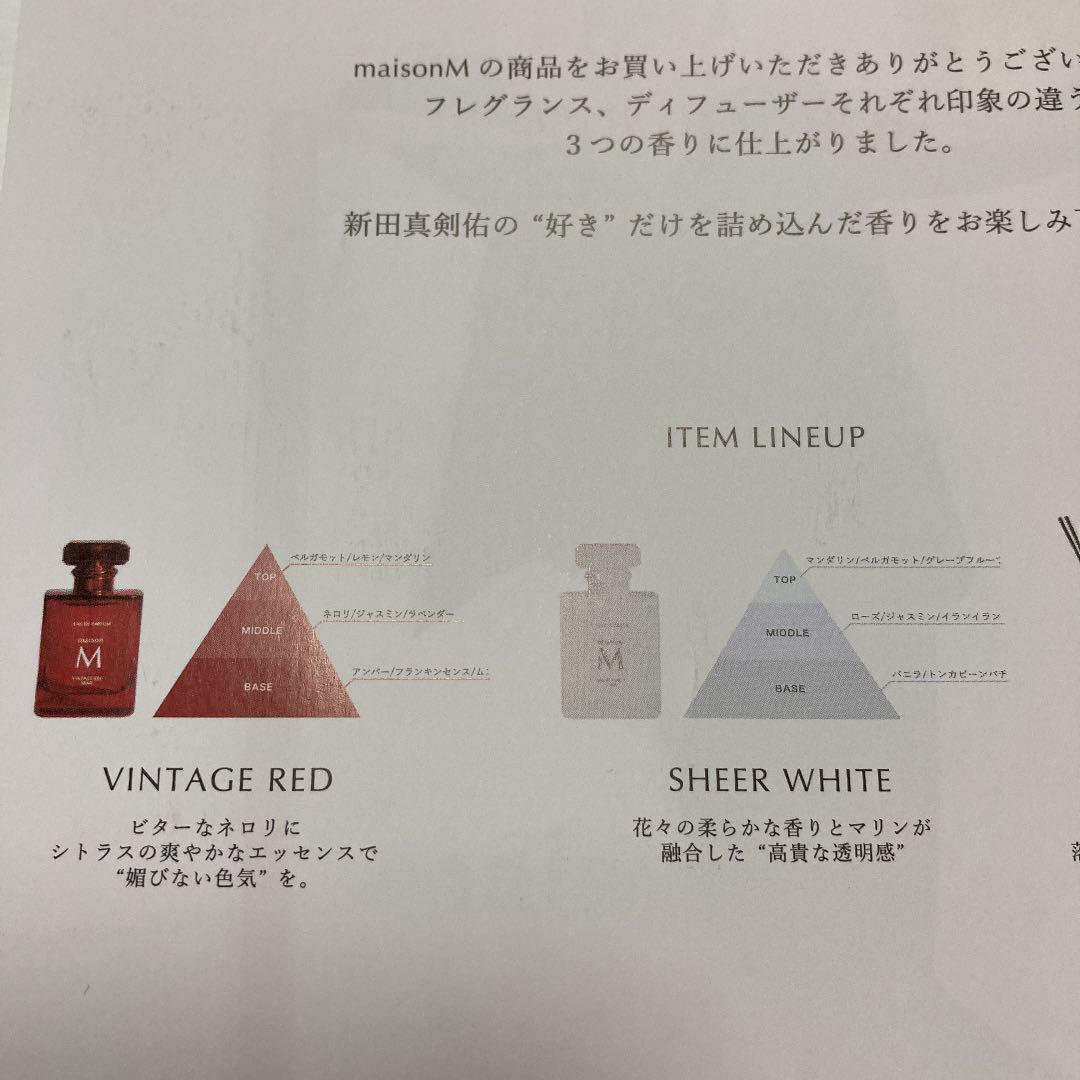 maisonM の商品をお買い上げいただきありがとうござい
フレグランス、ディフューザーそれぞれ印象の違う
3つの香りに仕上がりました。
新田真剣佑の “好き” だけを詰め込んだ香りをお楽しみ
ITEM LINEUP
EAU DE PARFUM
maison
M
VINTAGE RED
ベルガモット/レモン/マンダリン
TOP
ネロリ/ジャスミン/ラベンダー
MIDDLE
アンバー/フランキンセンス/ム
BASE
VINTAGE RED
ビターなネロリに
シトラスの爽やかなエッセンスで
“媚びない色気” を。
M
マンダリン/ベルガモット/グレープフルーツ
TOP
ローズ/ジャスミン/イランイラン
MIDDLE
バニラ/トンカビーン/パチ
BASE
SHEER WHITE
花々の柔らかな香りとマリンが
融合した “高貴な透明感”
落